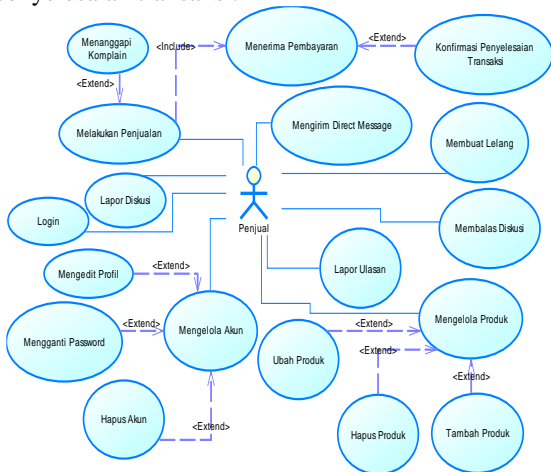 Menanggapi
Komplain
<Include>
Menerima Pembayaran
<Extend>
Konfirmasi Penyelesaian
Transaksi
<Extend>
Melakukan Penjualan
Mengirim Direct Message
Membuat Lelang
Lapor Diskusi
Login
Penjual
Membalas Diskusi
Mengedit Profil
<Extend>
Lapor Ulasan
Mengganti Password
<Extend>
Mengelola Akun
Ubah Produk
<Extend>
Mengelola Produk
<Extend>
<Extend>
Hapus Akun
<Extend>
Hapus Produk
Tambah Produk